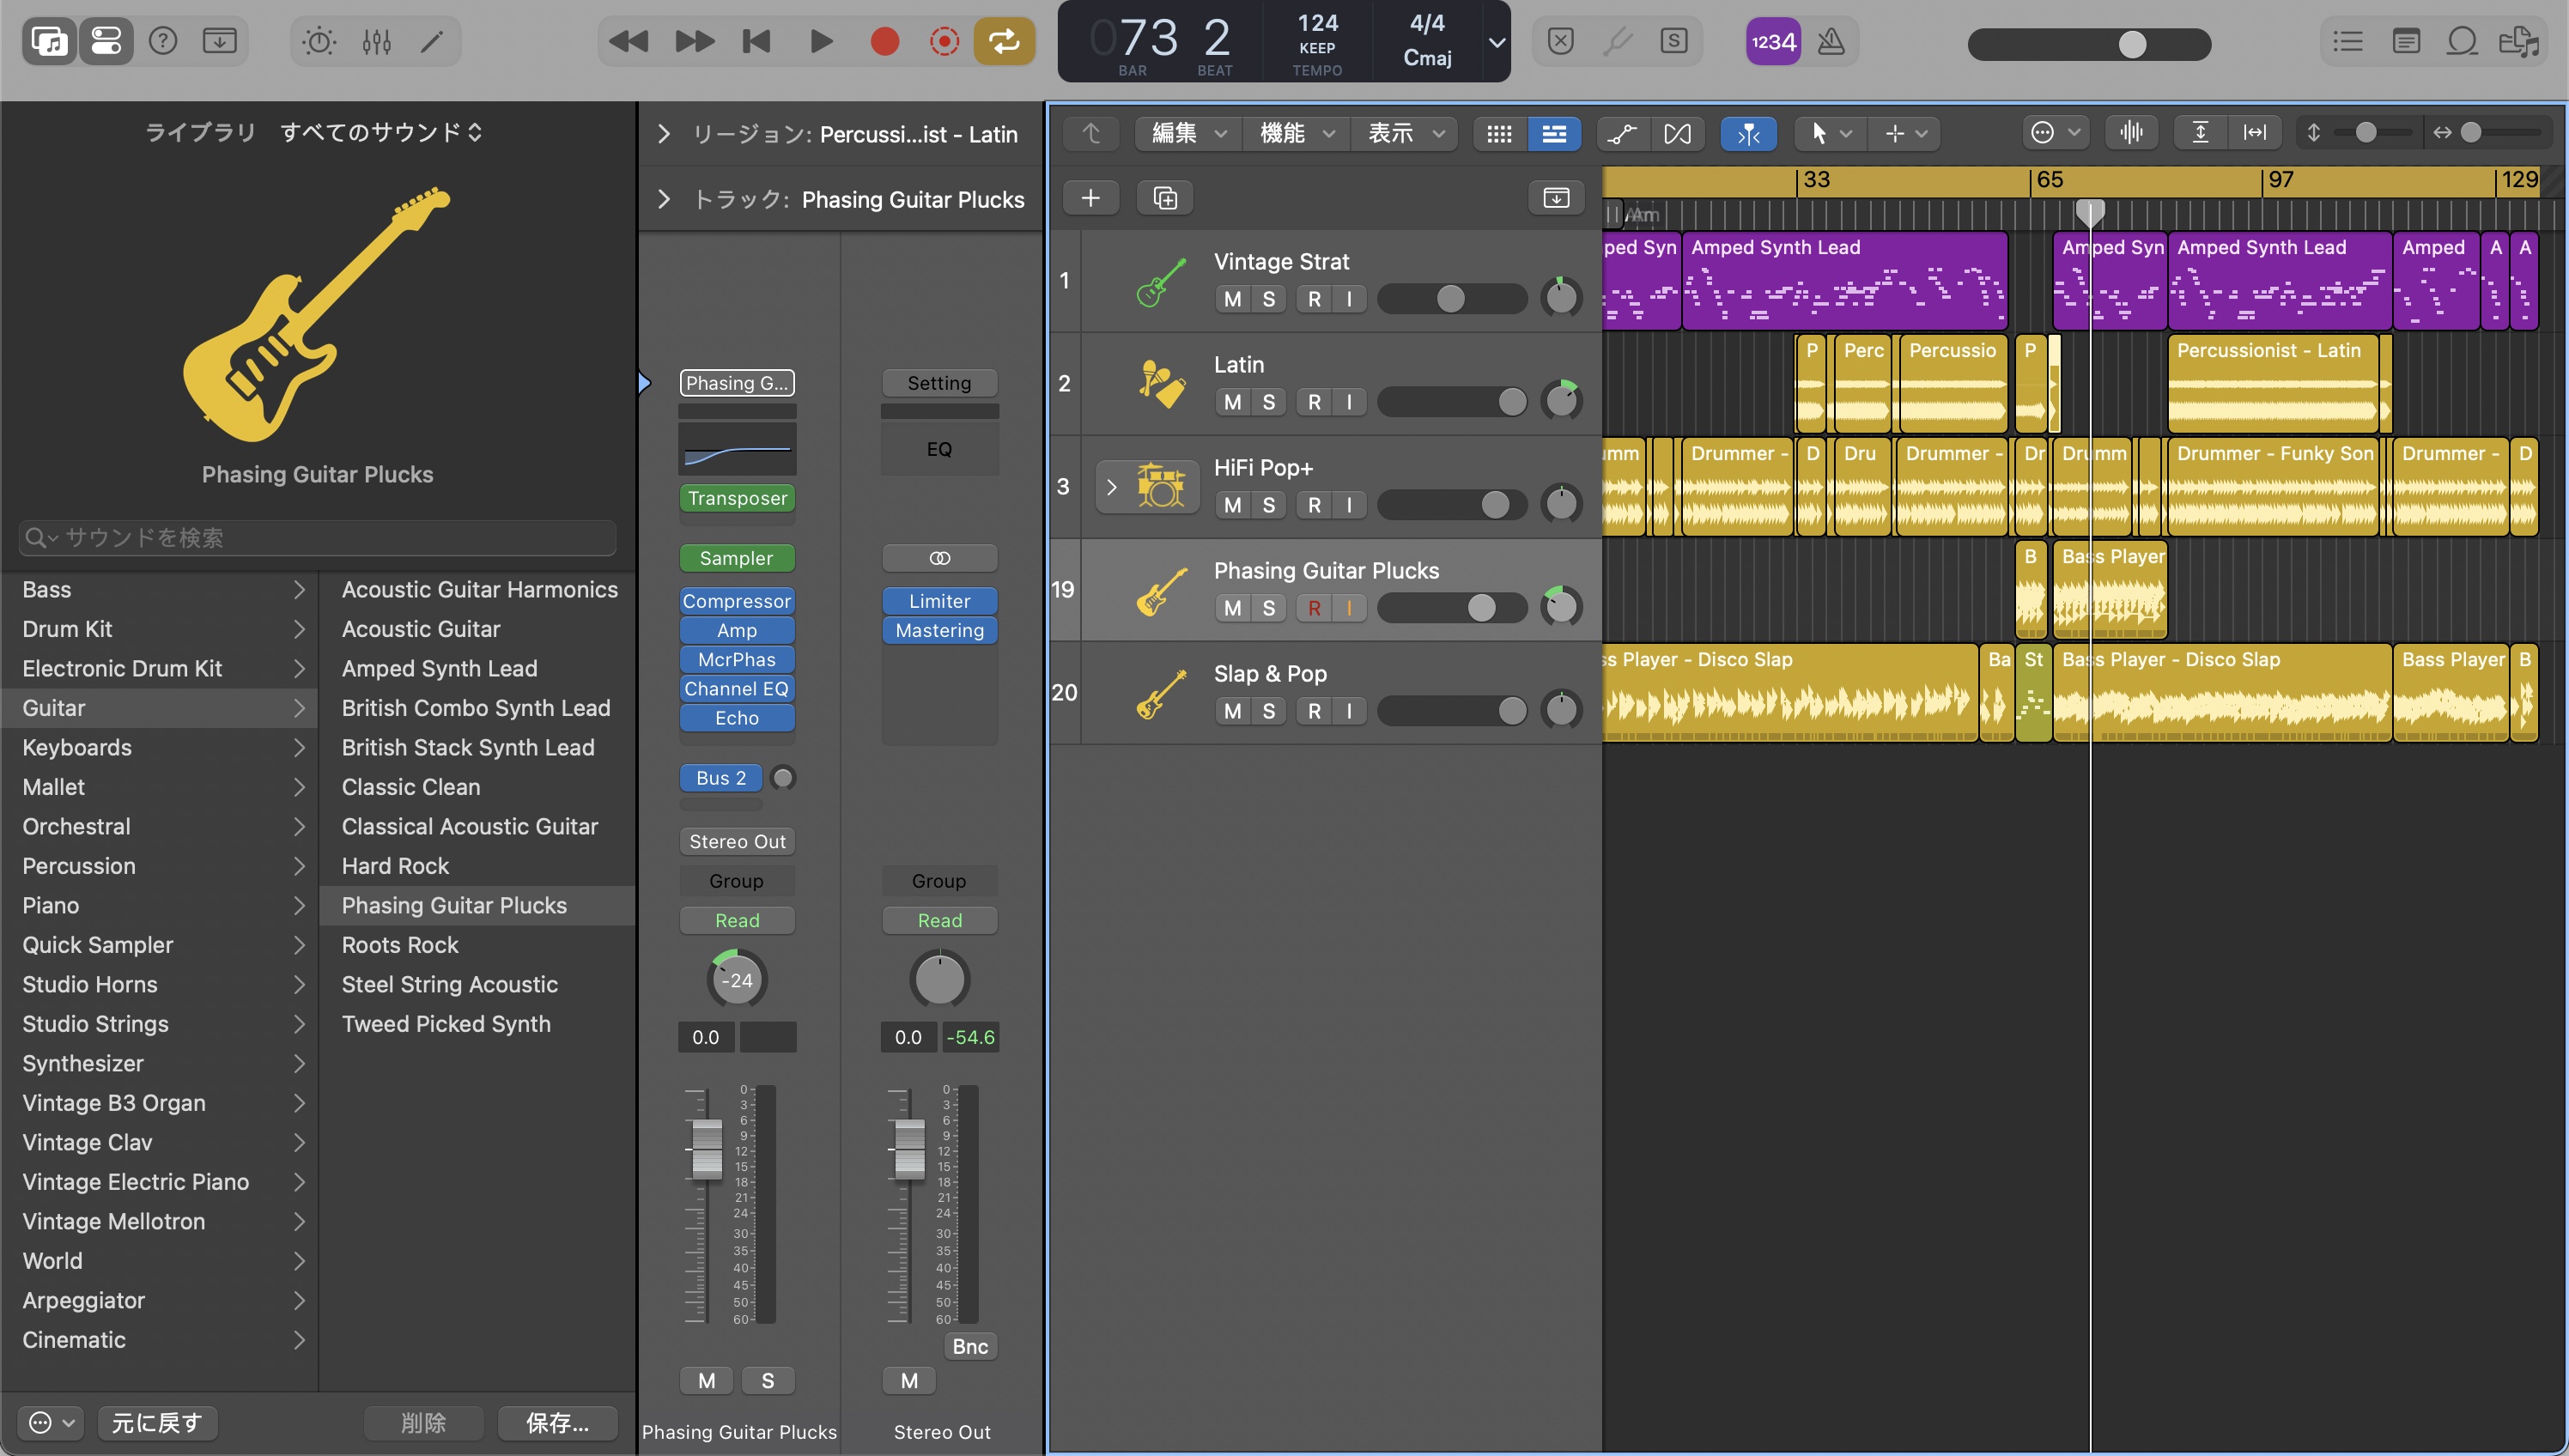 073 2
BAR BEAT
124
KEEP
TEMPO
4/4
Cmaj
S
1234
ライブラリ すべてのサウンド
Phasing Guitar Plucks
サウンドを検索
Bass
Drum Kit
Electronic Drum Kit
Guitar
Keyboards
Mallet
Orchestral
Percussion
Piano
Quick Sampler
Studio Horns
Studio Strings
Synthesizer
Vintage B3 Organ
Vintage Clav
Vintage Electric Piano
Vintage Mellotron
World
Arpeggiator
Cinematic
Acoustic Guitar Harmonics
Acoustic Guitar
Amped Synth Lead
British Combo Synth Lead
British Stack Synth Lead
Classic Clean
Classical Acoustic Guitar
Hard Rock
Phasing Guitar Plucks
Roots Rock
Steel String Acoustic
Tweed Picked Synth
元に戻す 削除 保存...
リージョン: Percussi...ist - Latin
トラック: Phasing Guitar Plucks
Phasing G...
Transposer
Sampler
Compressor
Amp
McrPhas
Channel EQ
Echo
Bus 2
Stereo Out
Group
Read
-24
0.0
0
3
6
9
12
15
18
21
24
30
35
40
45
50
60
M S
Phasing Guitar Plucks
Setting
EQ
Limiter
Mastering
Group
Read
0.0 -54.6
0
3
6
9
12
15
18
21
24
30
35
40
45
50
60
Bnc
M
Stereo Out
編集 機能 表示
33 65 97 129
Am
1 Vintage Strat
M S R I
ped Syn Amped Synth Lead Amped Syn Amped Synth Lead Amped A A
2 Latin
M S R I
P Perc Percussio P Percussionist - Latin
3 HiFi Pop+
M S R I
umm Drummer - D Dru Drummer - Dr Drumm Drummer - Funky Son Drummer - D
19 Phasing Guitar Plucks
M S R I
B Bass Player
20 Slap & Pop
M S R I
ss Player - Disco Slap Ba St Bass Player - Disco Slap Bass Player B